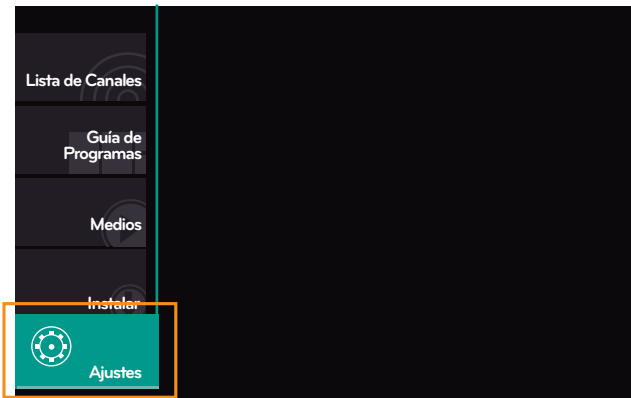 Lista de Canales
Guía de
Programas
Medios
Instalar
Ajustes